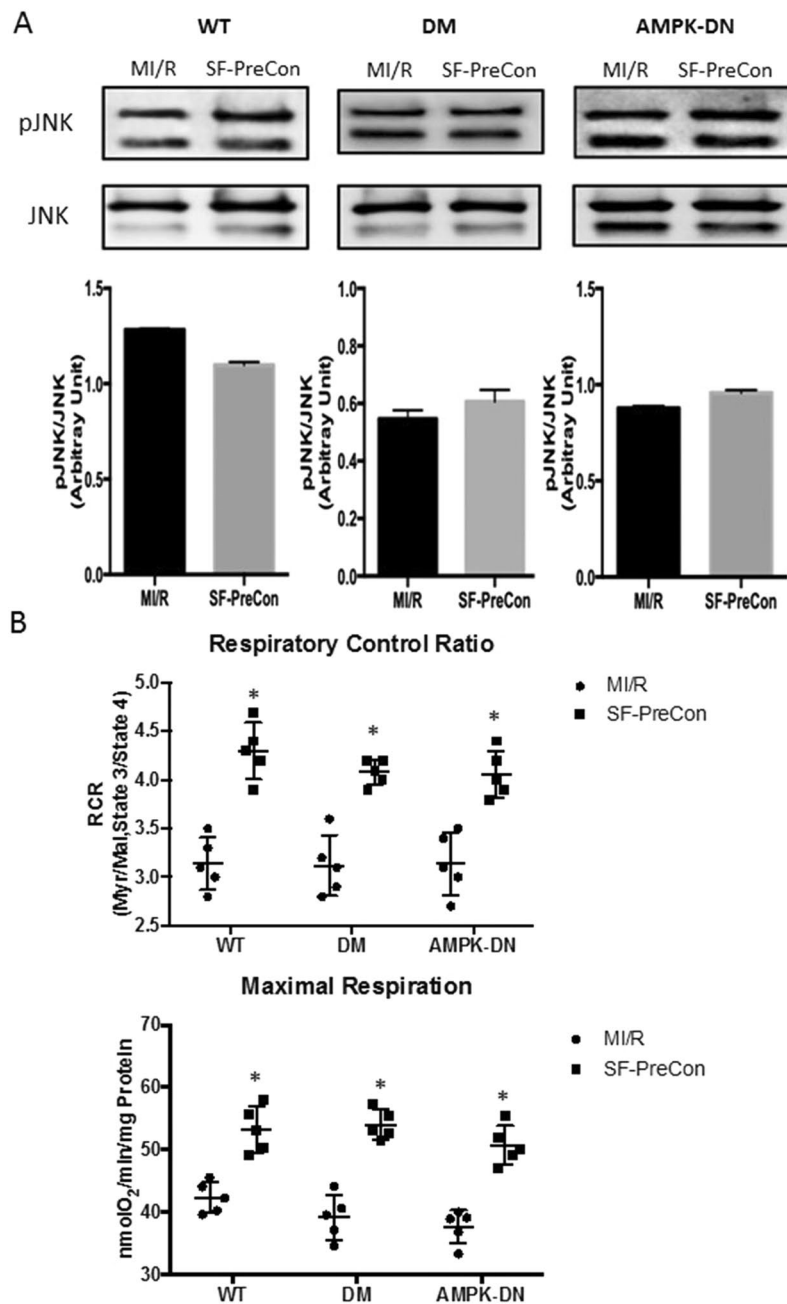 A
WT DM AMPK-DN
MI/R SF-PreCon MI/R SF-PreCon MI/R SF-PreCon
pJNK
JNK
pJNK/JNK
(Arbitray Unit)
1.5
1.0
0.5
0.0
MI/R SF-PreCon
pJNK/JNK
(Arbitray Unit)
1.0
0.8
0.6
0.4
0.2
0.0
MI/R SF-PreCon
pJNK/JNK
(Arbitray Unit)
1.5
1.0
0.5
0.0
MI/R SF-PreCon
B
Respiratory Control Ratio
RCR
(Myr/Mal,State 3/State 4)
5.0
4.5
4.0
3.5
3.0
2.5
* * *
MI/R
SF-PreCon
WT DM AMPK-DN
Maximal Respiration
nmolO₂/min/mg Protein
70
60
50
40
30
* * *
MI/R
SF-PreCon
WT DM AMPK-DN